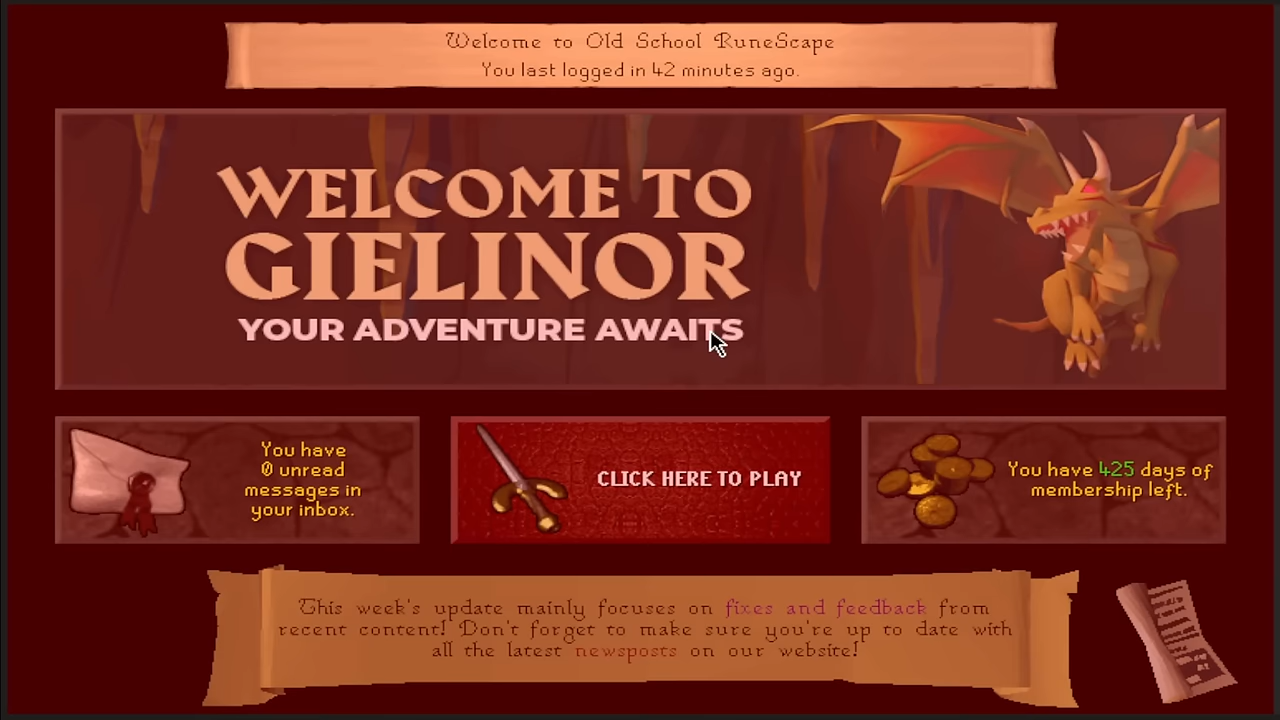 Welcome to Old School RuneScape
You last logged in 42 minutes ago.
WELCOME TO
GIELINOR
YOUR ADVENTURE AWAITS
You have
0 unread
messages in
your inbox.
CLICK HERE TO PLAY
You have 425 days of
membership left.
This week's update mainly focuses on fixes and feedback from
recent content! Don't forget to make sure you're up to date with
all the latest newsposts on our website!